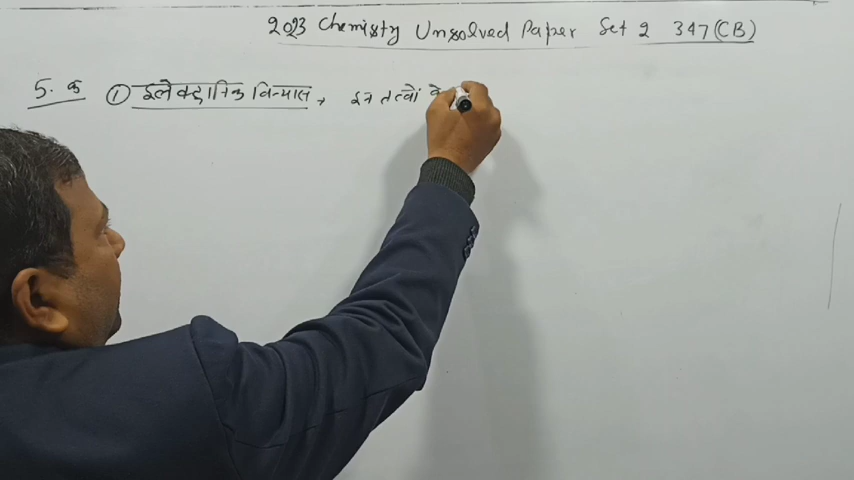 2023 Chemistry Unsolved Paper Set 2 347(CB)
5. क ① इलेक्ट्रानिक विन्यास → इन तत्वों के